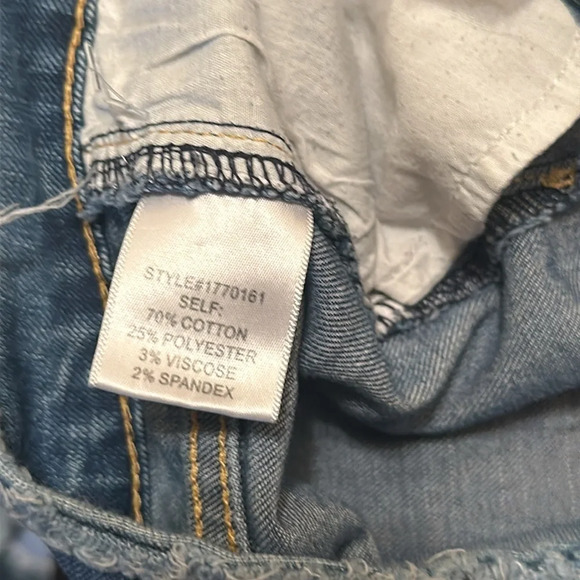 STYLE#1770161
SELF:
70% COTTON
25% POLYESTER
3% VISCOSE
2% SPANDEX